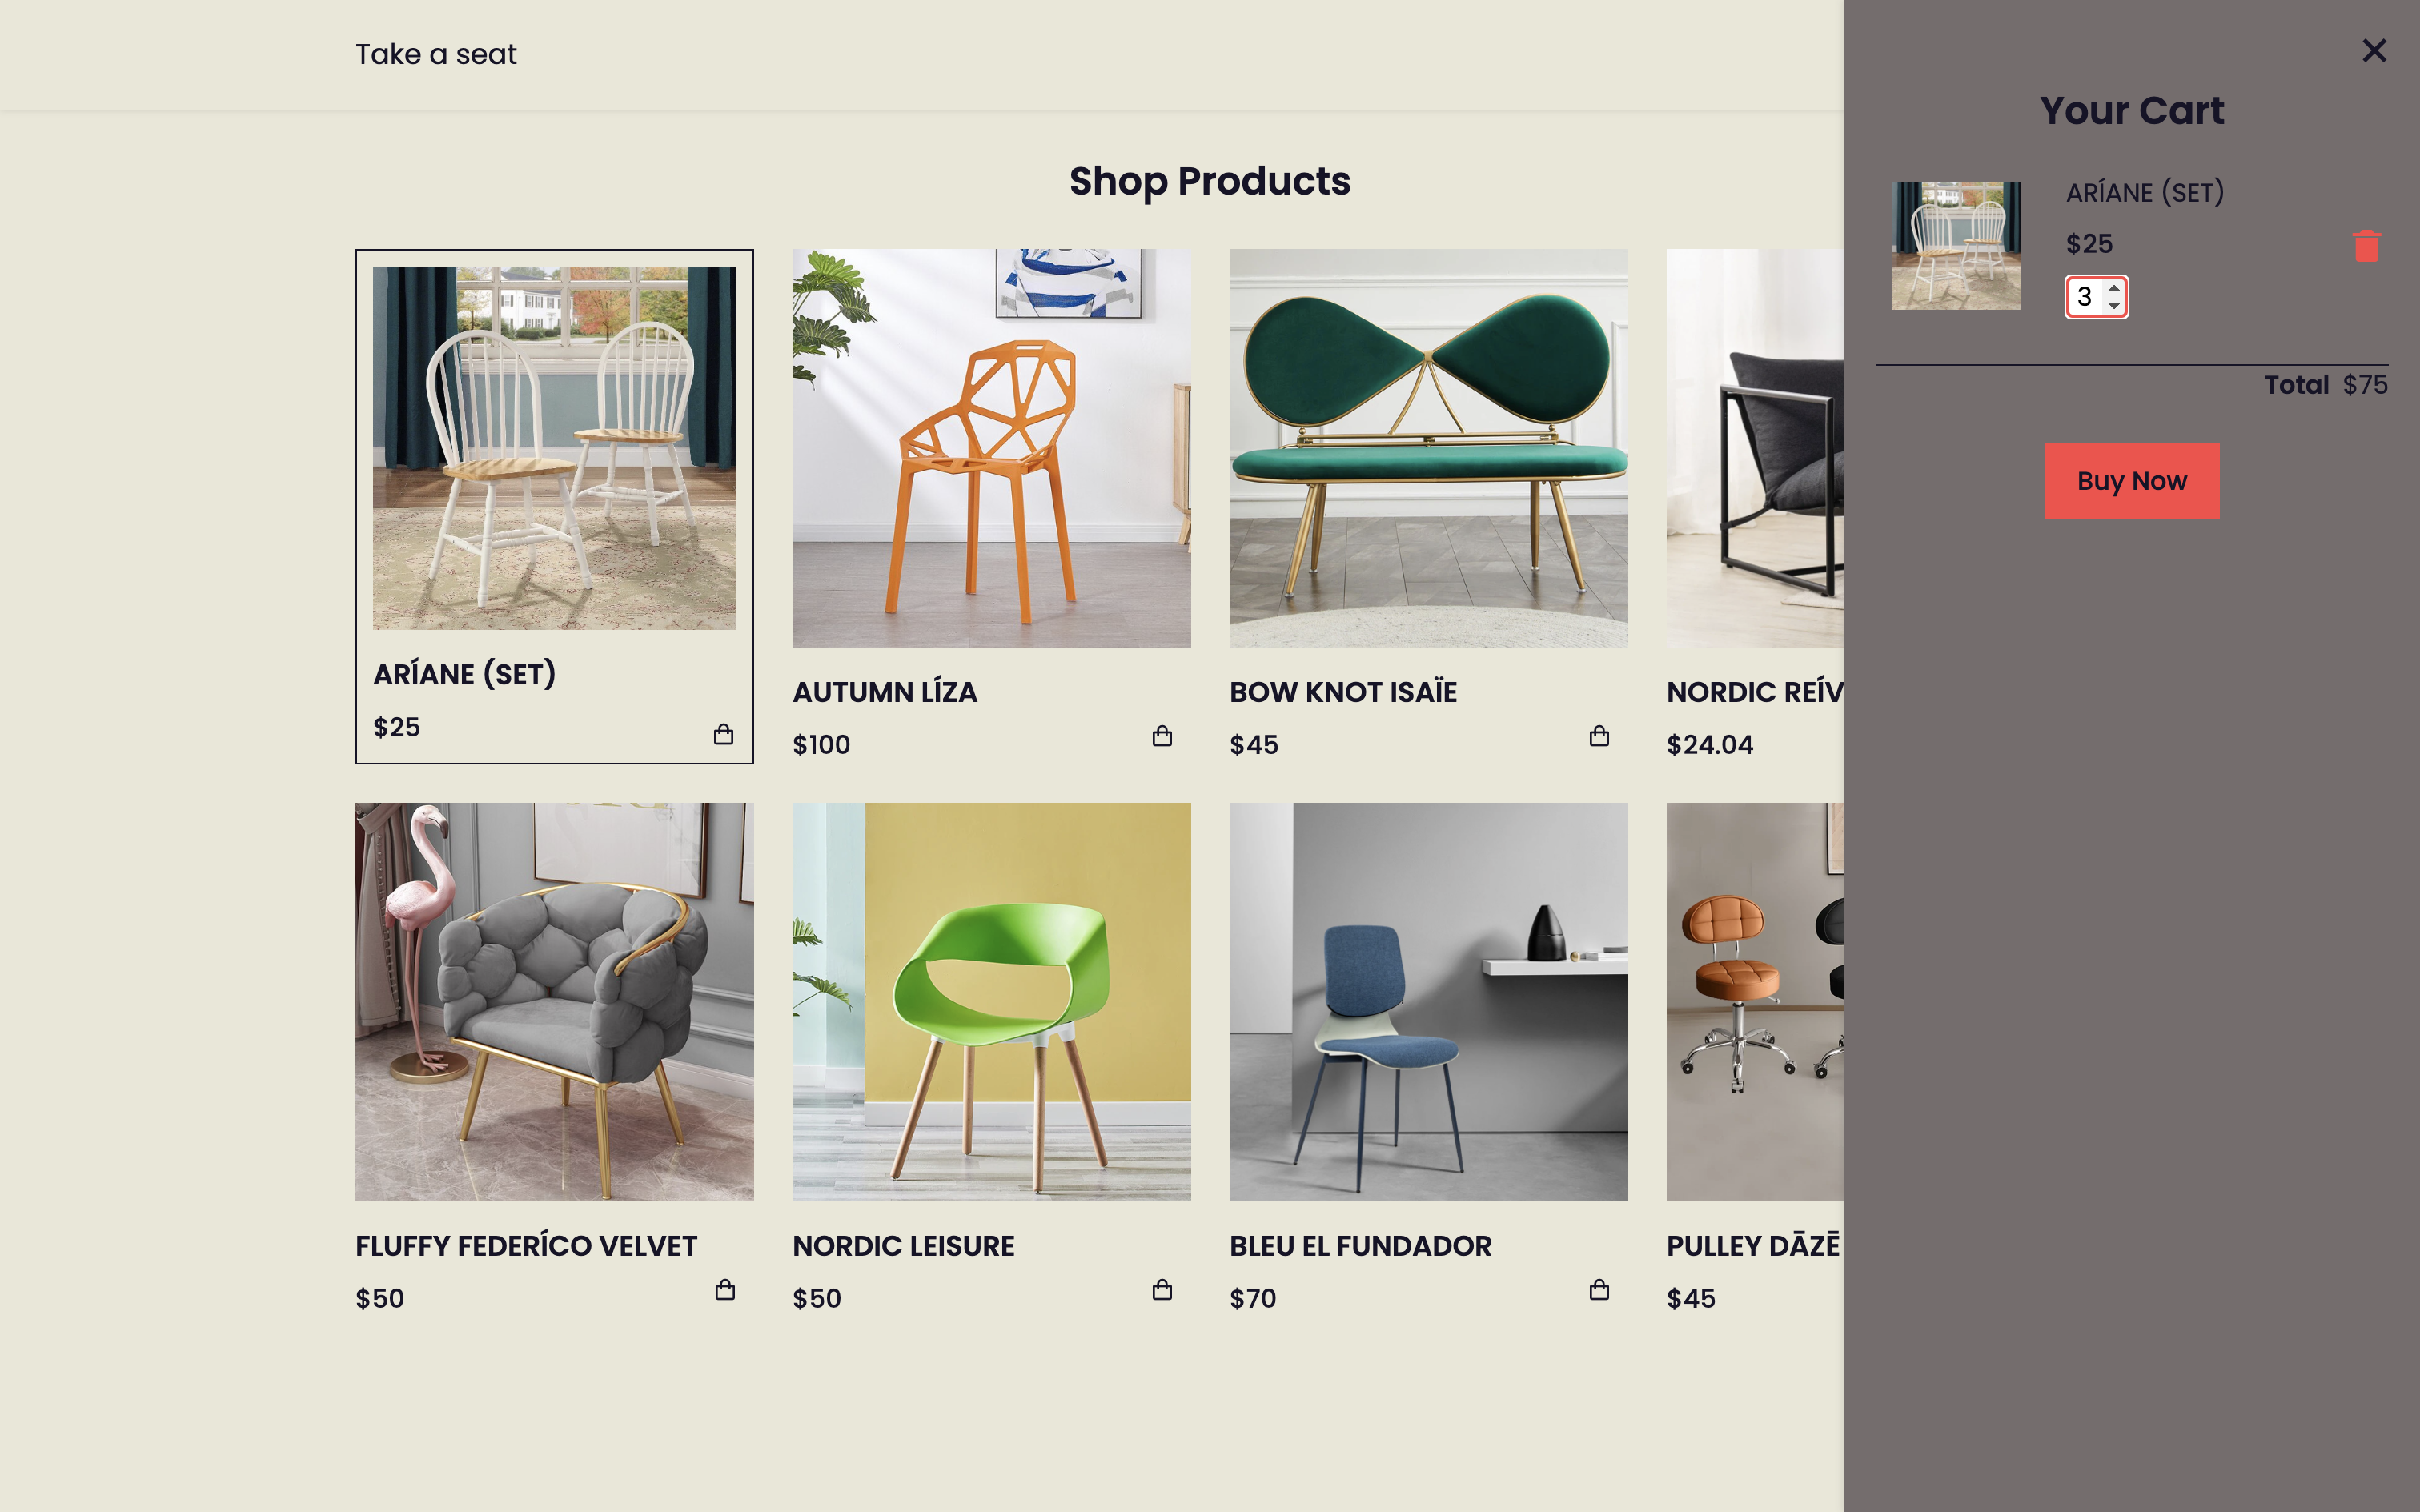 Take a seat
Shop Products
ARÍANE (SET)
$25
AUTUMN LÍZA
$100
BOW KNOT ISAÏE
$45
NORDIC REÍV
$24.04
FLUFFY FEDERÍCO VELVET
$50
NORDIC LEISURE
$50
BLEU EL FUNDADOR
$70
PULLEY DĀZĒ
$45
Your Cart
ARÍANE (SET)
$25
3
Total $75
Buy Now